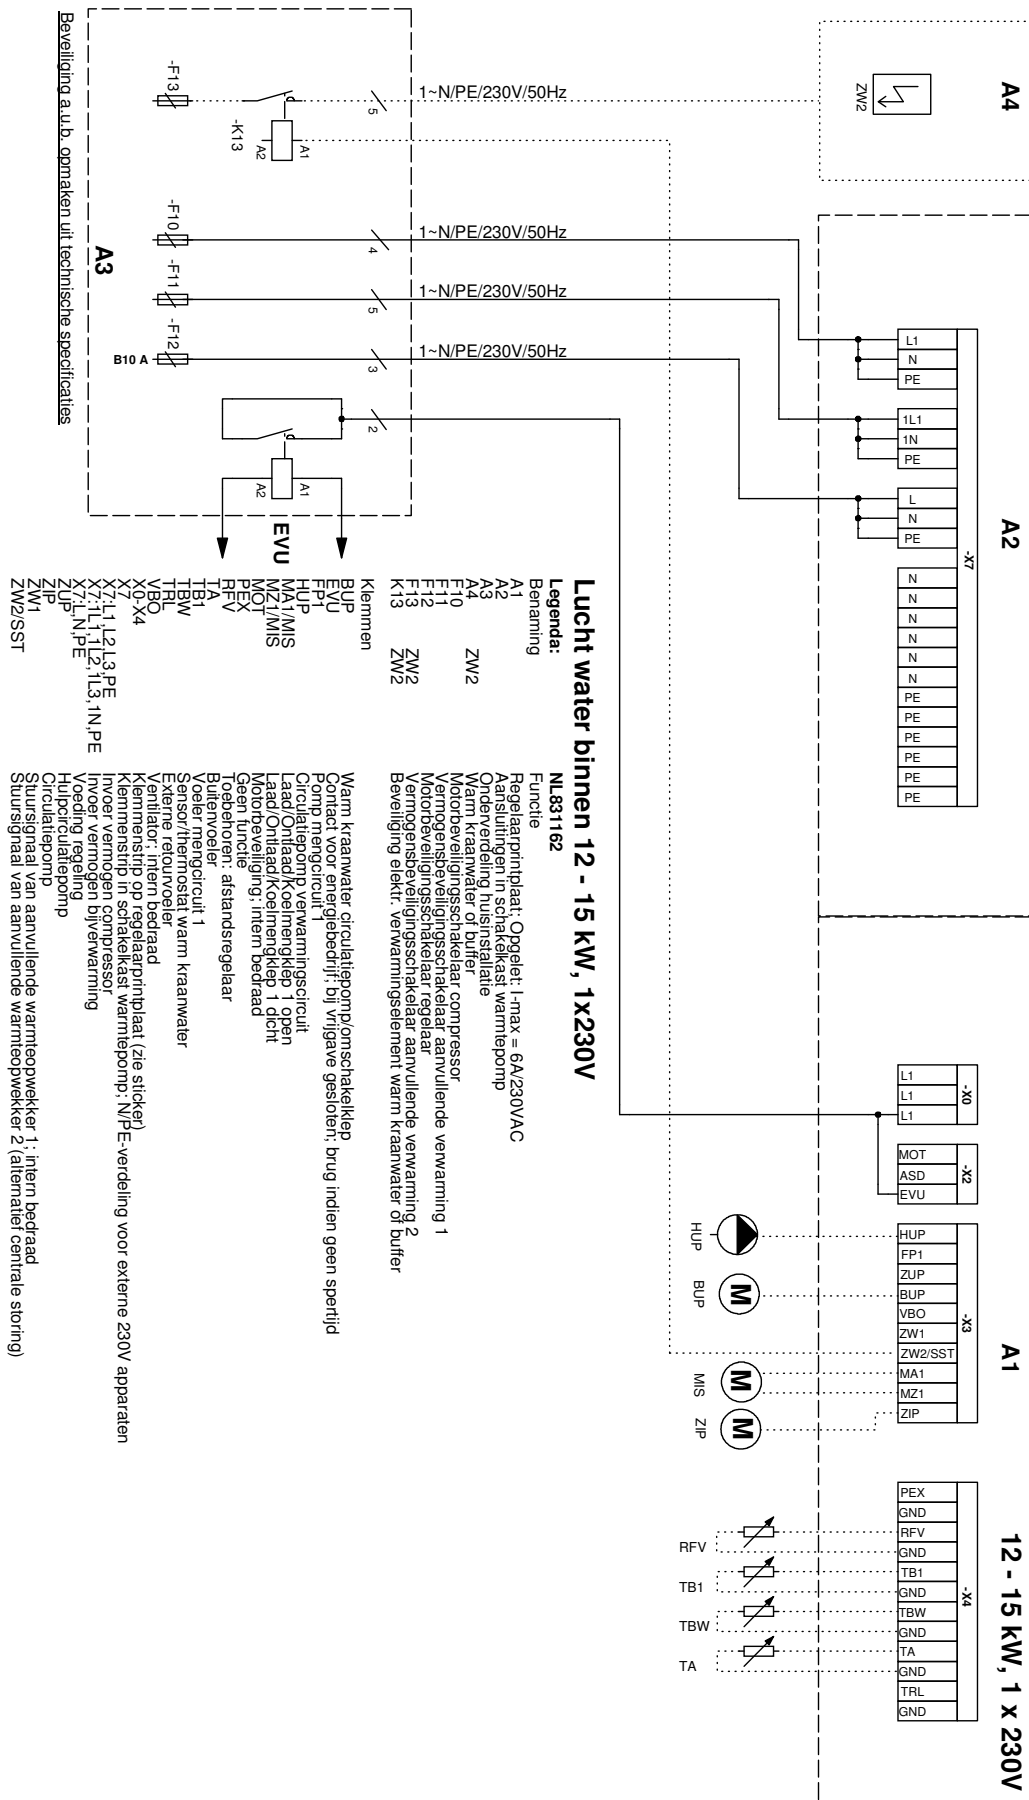 A4
ZW2
A2
A1
12 - 15 kW, 1 x 230V
-X7
L1
N
PE
1L1
1N
PE
L
N
PE
N
N
N
N
N
N
PE
PE
PE
PE
PE
PE
-X0
L1
L1
L1
-X2
MOT
ASD
EVU
-X3
HUP
FP1
ZUP
BUP
VBO
ZW1
ZW2/SST
MA1
MZ1
ZIP
-X4
PEX
GND
RFV
GND
TB1
GND
TBW
GND
TA
GND
TRL
GND
HUP
BUP
M
MIS
M
ZIP
M
RFV
TB1
TBW
TA
1~N/PE/230V/50Hz
1~N/PE/230V/50Hz
1~N/PE/230V/50Hz
1~N/PE/230V/50Hz
5
4
5
3
2
-F13
-K13
A1
A2
-F10
-F11
-F12
B10 A
A1
A2
EVU
A3
Beveiliging a.u.b. opmaken uit technische specificaties
Lucht water binnen 12 - 15 kW, 1x230V
Legenda: NL831162
Benaming Functie
A1 Regelaarprintplaat; Opgelet: I-max = 6A/230VAC
A2 Aansluitingen in schakelkast warmtepomp
A3 Onderverdeling huisinstallatie
A4 ZW2 Warm kraanwater of buffer
F10 Motorbeveiligingsschakelaar compressor
F11 Vermogensbeveiligingsschakelaar aanvullende verwarming 1
F12 Motorbeveiligingsschakelaar regelaar
F13 ZW2 Vermogensbeveiligingsschakelaar aanvullende verwarming 2
K13 ZW2 Beveiliging elektr. verwarmingselement warm kraanwater of buffer
Klemmen
BUP Warm kraanwater circulatiepomp/omschakelklep
EVU Contact voor energiebedrijf; bij vrijgave gesloten; brug indien geen spertijd
FP1 Pomp mengcircuit 1
HUP Circulatiepomp verwarmingscircuit
MA1/MIS Laad/Ontlaad/Koelmengklep 1 open
MZ1/MIS Laad/Ontlaad/Koelmengklep 1 dicht
MOT Motorbeveiliging; intern bedraad
PEX Geen functie
RFV Toebehoren: afstandsregelaar
TA Buitenvoeler
TB1 Voeler mengcircuit 1
TBW Sensor/thermostat warm kraanwater
TRL Externe retourvoeler
VBO Ventilator; intern bedraad
X0-X4 Klemmenstrip op regelaarprintplaat (zie sticker)
X7 Klemmenstrip in schakelkast warmtepomp; N/PE-verdeling voor externe 230V apparaten
X7:L1,L2,L3,PE Invoer vermogen compressor
X7:1L1,1L2,1L3,1N,PE Invoer vermogen bijverwarming
X7:L,N,PE Voeding regeling
ZUP Hulpcirculatiepomp
ZIP Circulatiepomp
ZW1 Stuursignaal van aanvullende warmteopwekker 1; intern bedraad
ZW2/SST Stuursignaal van aanvullende warmteopwekker 2 (alternatief centrale storing)